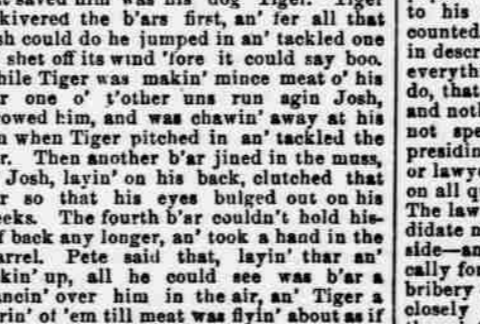 saved him was his dog Tiger. Tiger
kivered the b'ars first, an' fer all that
sh could do he jumped in an' tackled one
shet off its wind 'fore it could say boo.
hile Tiger was makin' mince meat o' his
r one o' t'other uns run agin Josh,
rowed him, and was chawin' away at his
n when Tiger pitched in an' tackled the
r. Then another b'ar jined in the muss,
Josh, layin' on his back, clutched that
r so that his eyes bulged out on his
eeks. The fourth b'ar couldn't hold his-
f back any longer, an' took a hand in the
arrel. Pete said that, layin' thar an'
kin' up, all he could see was b'ar a
ancin' over him in the air, an' Tiger a
rin' of 'em till meat was flyin' about as if
to his
counted
in descr
everyth
do, that
and noth
not spe
presidin
or lawye
on all q
The law
didate n
side—an
cally for
bribery
closely